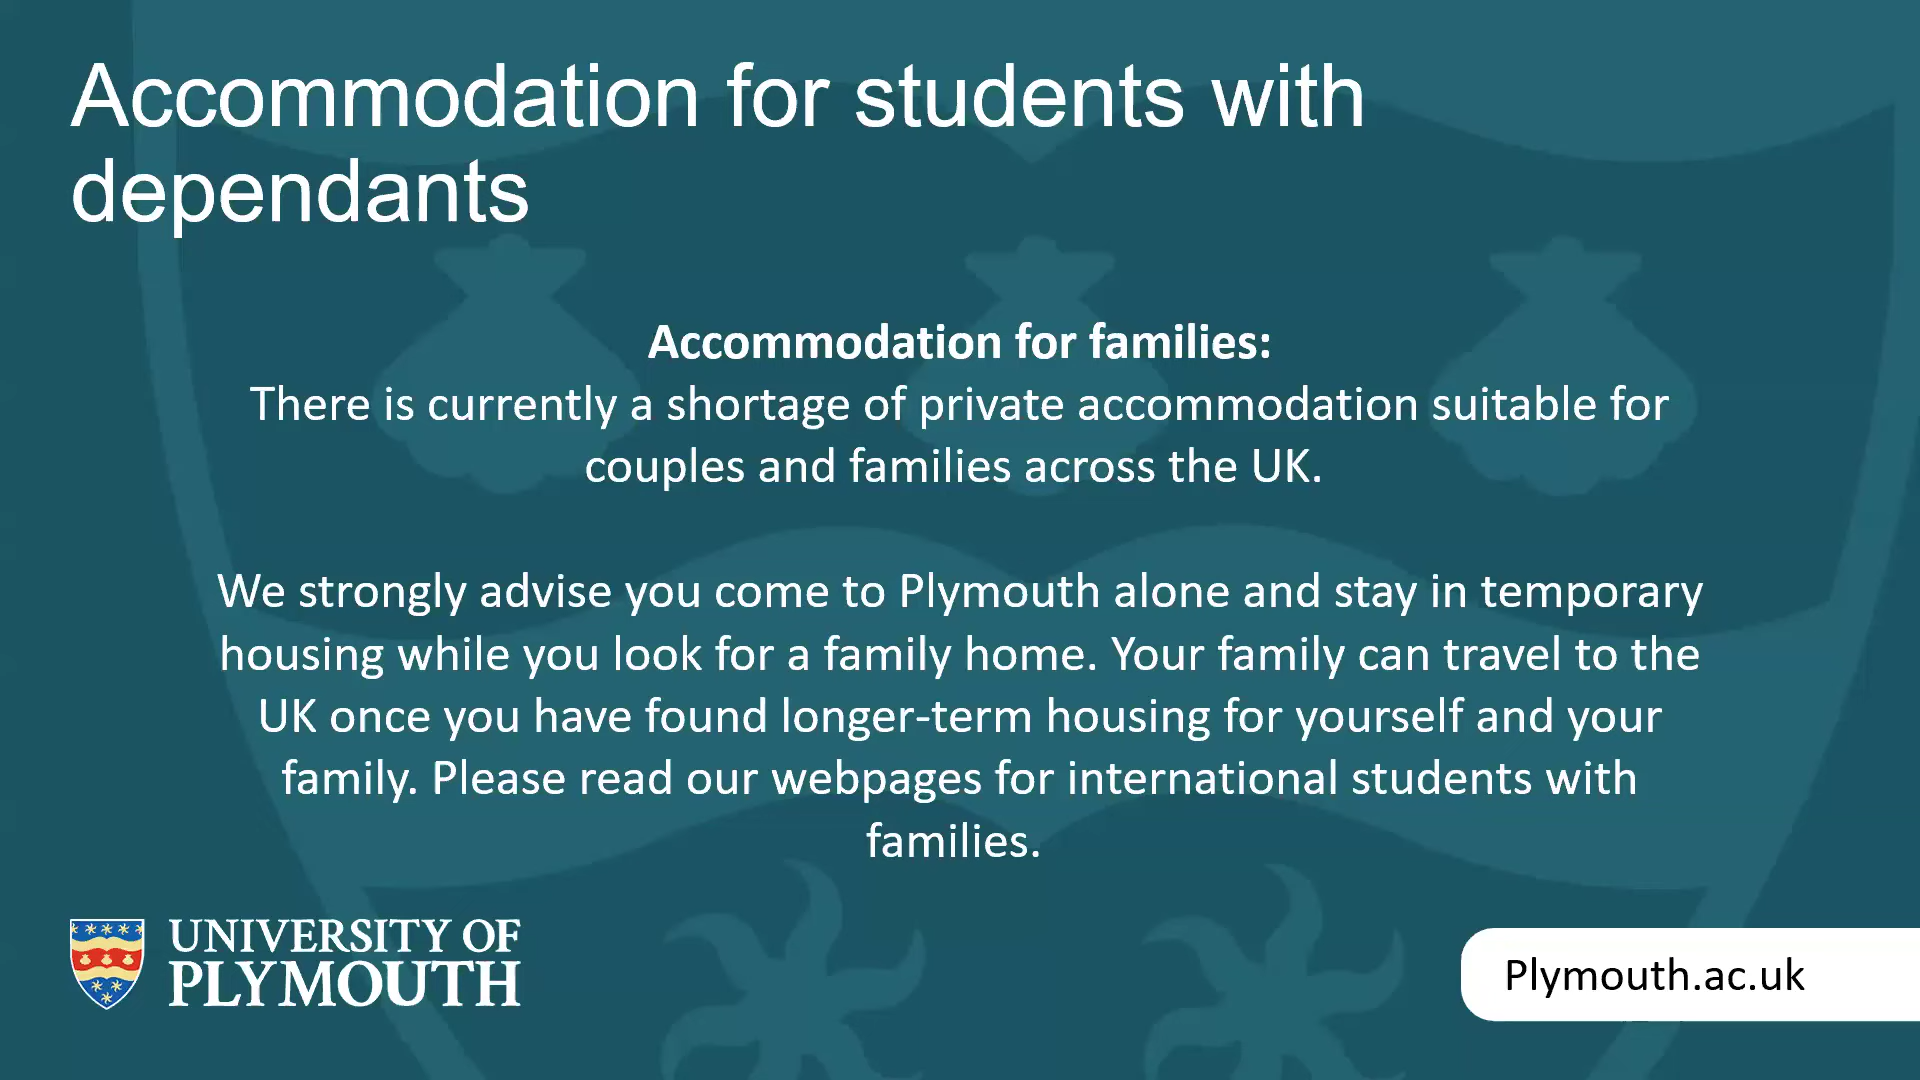 Accommodation for students with
dependants
Accommodation for families:
There is currently a shortage of private accommodation suitable for
couples and families across the UK.
We strongly advise you come to Plymouth alone and stay in temporary
housing while you look for a family home. Your family can travel to the
UK once you have found longer-term housing for yourself and your
family. Please read our webpages for international students with
families.
UNIVERSITY OF
PLYMOUTH
Plymouth.ac.uk